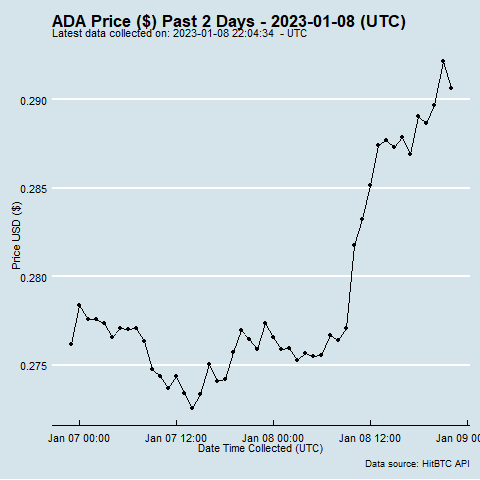 ADA Price ($) Past 2 Days - 2023-01-08 (UTC)
Latest data collected on: 2023-01-08 22:04:34  - UTC
Price USD ($)
0.290
0.285
0.280
0.275
Jan 07 00:00
Jan 07 12:00
Jan 08 00:00
Jan 08 12:00
Jan 09 00
Date Time Collected (UTC)
Data source: HitBTC API